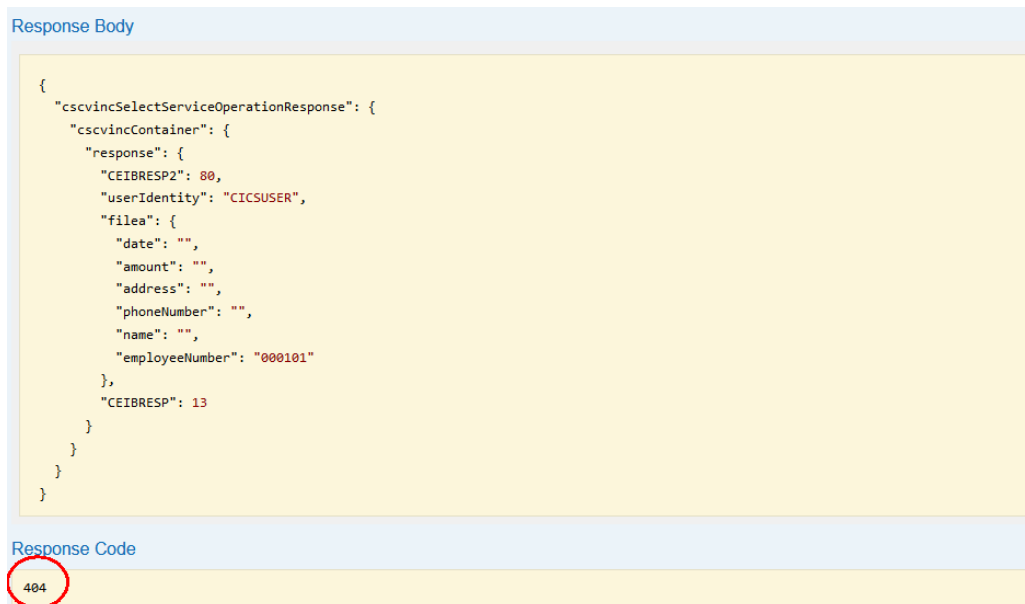 Response Body
{
  "cscvincSelectServiceOperationResponse": {
    "cscvincContainer": {
      "response": {
        "CEIBRESP2": 80,
        "userIdentity": "CICSUSER",
        "filea": {
          "date": "",
          "amount": "",
          "address": "",
          "phoneNumber": "",
          "name": "",
          "employeeNumber": "000101"
        },
        "CEIBRESP": 13
      }
    }
  }
}
Response Code
404